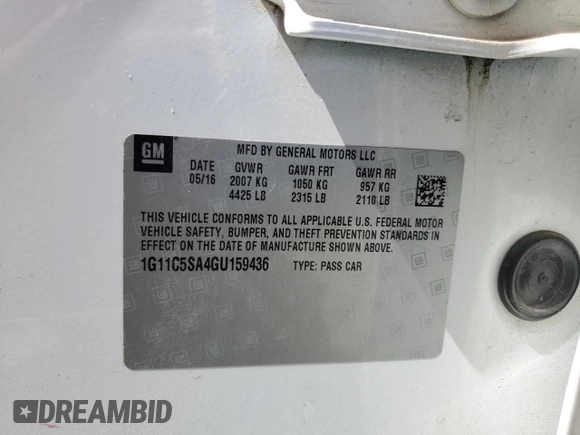 GM
MFD BY GENERAL MOTORS LLC
DATE GVWR GAWR FRT GAWR RR
05/16 2007 KG 1050 KG 957 KG
4425 LB 2315 LB 2110 LB
THIS VEHICLE CONFORMS TO ALL APPLICABLE U.S. FEDERAL MOTOR
VEHICLE SAFETY, BUMPER, AND THEFT PREVENTION STANDARDS IN
EFFECT ON THE DATE OF MANUFACTURE SHOWN ABOVE.
1G11C5SA4GU159436 TYPE: PASS CAR
DREAMBID